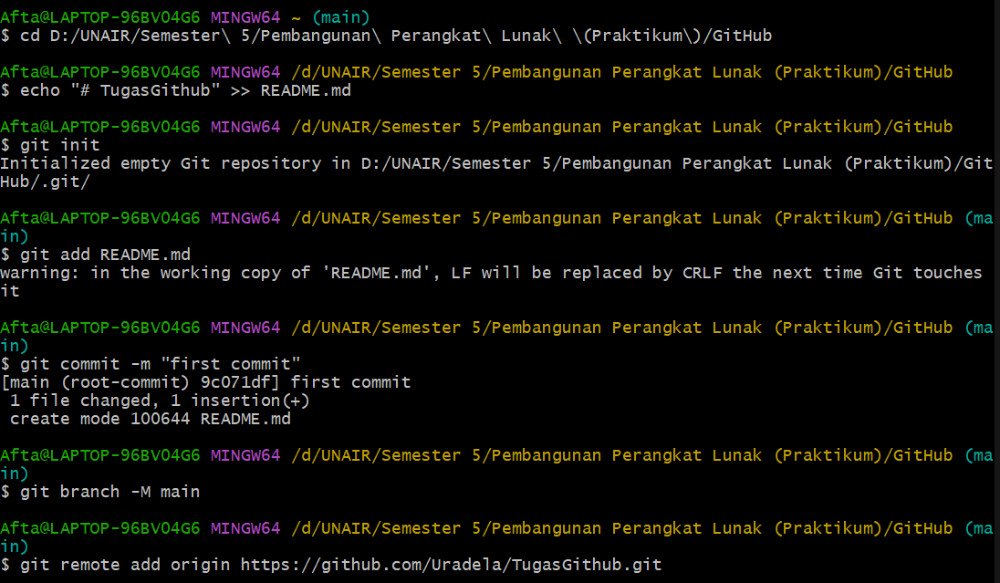 Afta@LAPTOP-96BV04G6 MINGW64 ~ (main)
$ cd D:/UNAIR/Semester\ 5/Pembangunan\ Perangkat\ Lunak\ \(Praktikum\)/GitHub
Afta@LAPTOP-96BV04G6 MINGW64 /d/UNAIR/Semester 5/Pembangunan Perangkat Lunak (Praktikum)/GitHub
$ echo "# TugasGithub" >> README.md
Afta@LAPTOP-96BV04G6 MINGW64 /d/UNAIR/Semester 5/Pembangunan Perangkat Lunak (Praktikum)/GitHub
$ git init
Initialized empty Git repository in D:/UNAIR/Semester 5/Pembangunan Perangkat Lunak (Praktikum)/Git
Hub/.git/
Afta@LAPTOP-96BV04G6 MINGW64 /d/UNAIR/Semester 5/Pembangunan Perangkat Lunak (Praktikum)/GitHub (ma
in)
$ git add README.md
warning: in the working copy of 'README.md', LF will be replaced by CRLF the next time Git touches
it
Afta@LAPTOP-96BV04G6 MINGW64 /d/UNAIR/Semester 5/Pembangunan Perangkat Lunak (Praktikum)/GitHub (ma
in)
$ git commit -m "first commit"
[main (root-commit) 9c071df] first commit
 1 file changed, 1 insertion(+)
 create mode 100644 README.md
Afta@LAPTOP-96BV04G6 MINGW64 /d/UNAIR/Semester 5/Pembangunan Perangkat Lunak (Praktikum)/GitHub (ma
in)
$ git branch -M main
Afta@LAPTOP-96BV04G6 MINGW64 /d/UNAIR/Semester 5/Pembangunan Perangkat Lunak (Praktikum)/GitHub (ma
in)
$ git remote add origin https://github.com/Uradela/TugasGithub.git